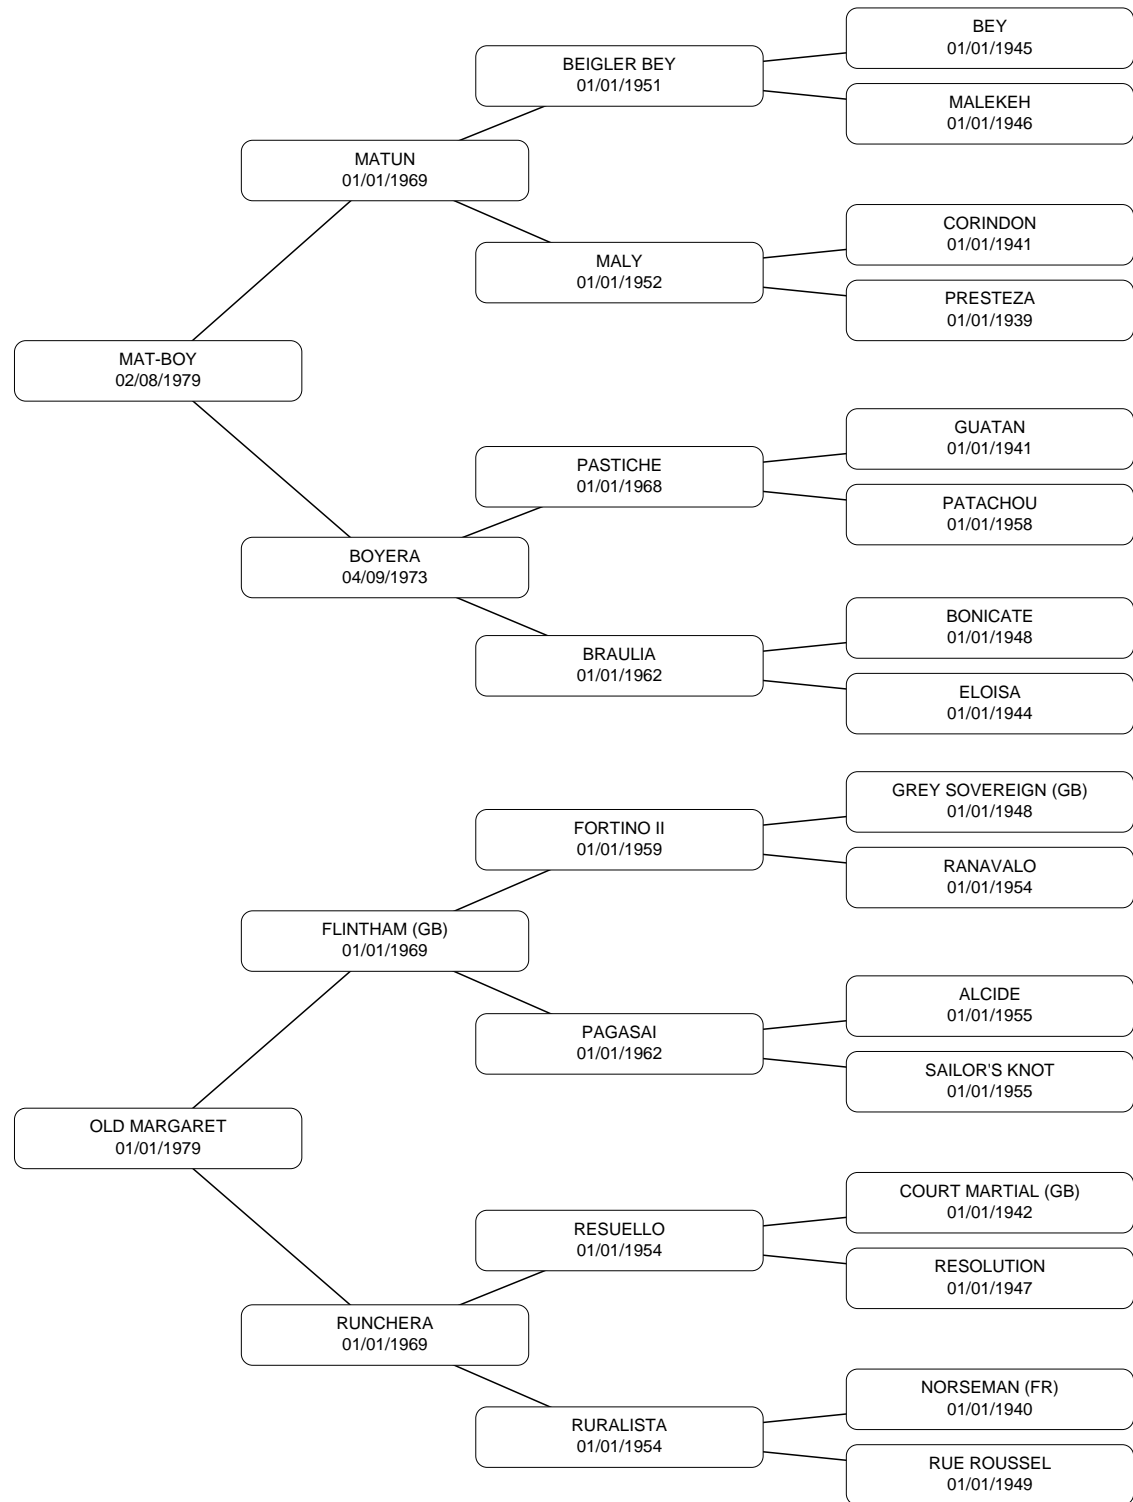 BEY
01/01/1945
BEIGLER BEY
01/01/1951
MALEKEH
01/01/1946
MATUN
01/01/1969
CORINDON
01/01/1941
MALY
01/01/1952
PRESTEZA
01/01/1939
MAT-BOY
02/08/1979
GUATAN
01/01/1941
PASTICHE
01/01/1968
PATACHOU
01/01/1958
BOYERA
04/09/1973
BONICATE
01/01/1948
BRAULIA
01/01/1962
ELOISA
01/01/1944
GREY SOVEREIGN (GB)
01/01/1948
FORTINO II
01/01/1959
RANAVALO
01/01/1954
FLINTHAM (GB)
01/01/1969
ALCIDE
01/01/1955
PAGASAI
01/01/1962
SAILOR'S KNOT
01/01/1955
OLD MARGARET
01/01/1979
COURT MARTIAL (GB)
01/01/1942
RESUELLO
01/01/1954
RESOLUTION
01/01/1947
RUNCHERA
01/01/1969
NORSEMAN (FR)
01/01/1940
RURALISTA
01/01/1954
RUE ROUSSEL
01/01/1949